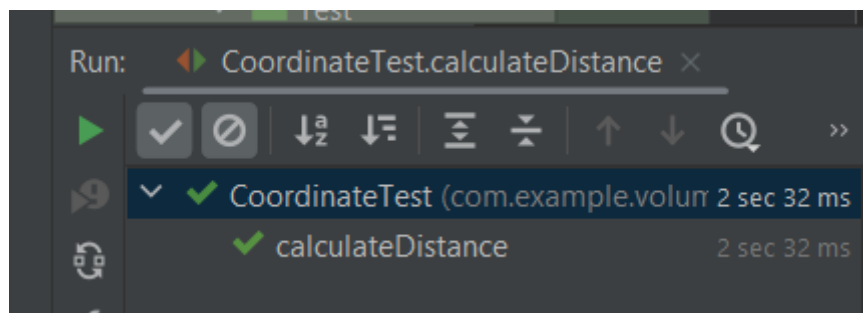 Test
Run: CoordinateTest.calculateDistance
CoordinateTest (com.example.volum 2 sec 32 ms
calculateDistance 2 sec 32 ms